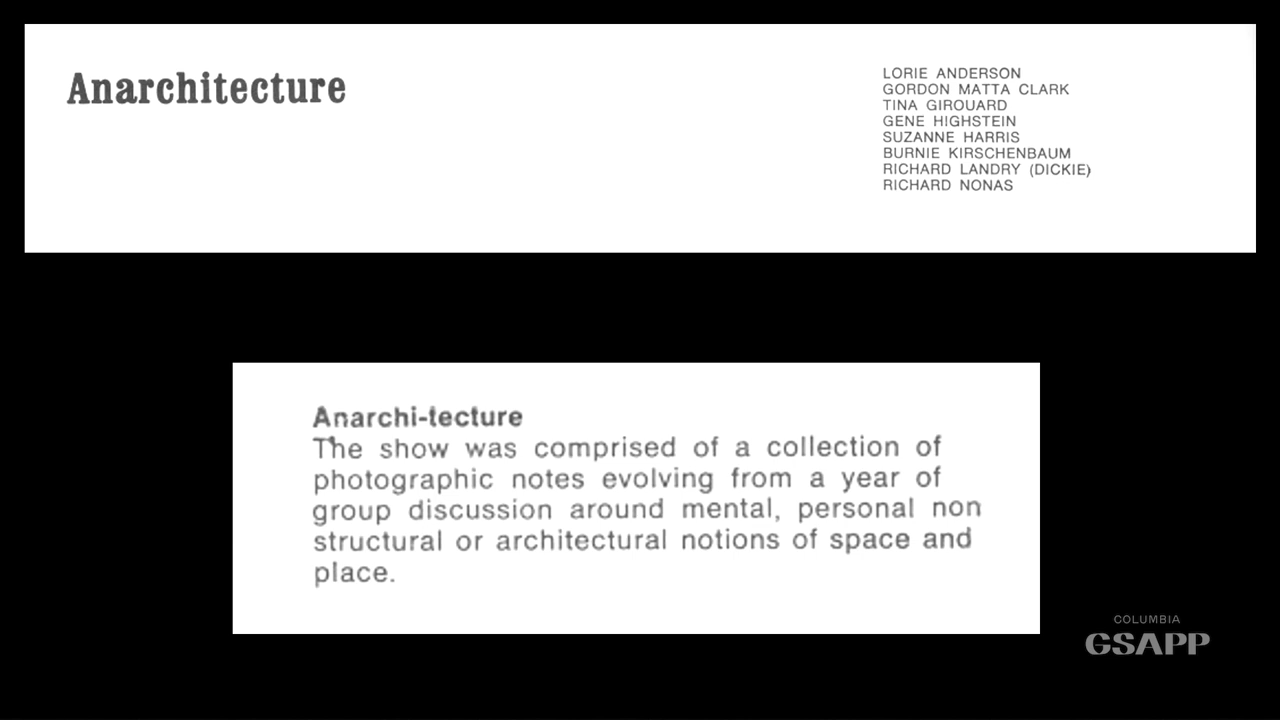 Anarchitecture
LORIE ANDERSON
GORDON MATTA CLARK
TINA GIROUARD
GENE HIGHSTEIN
SUZANNE HARRIS
BURNIE KIRSCHENBAUM
RICHARD LANDRY (DICKIE)
RICHARD NONAS
Anarchi-tecture
The show was comprised of a collection of
photographic notes evolving from a year of
group discussion around mental, personal non
structural or architectural notions of space and
place.
COLUMBIA
GSAPP